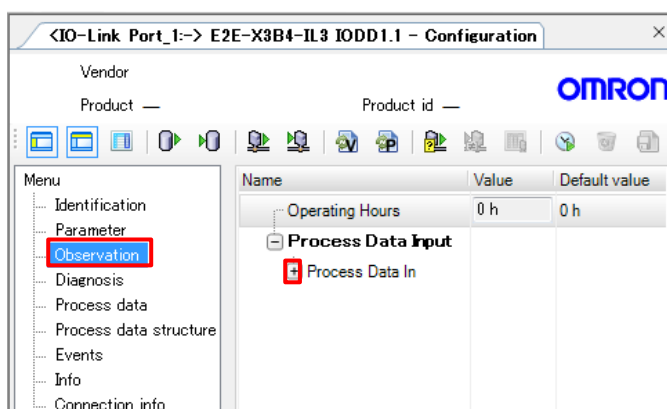 <IO-Link Port_1:-> E2E-X3B4-IL3 IODD1.1 - Configuration
Vendor
Product — Product id —
OMRON
Menu
Identification
Parameter
Observation
Diagnosis
Process data
Process data structure
Events
Info
Connection info
Name Value Default value
Operating Hours 0 h 0 h
Process Data Input
Process Data In